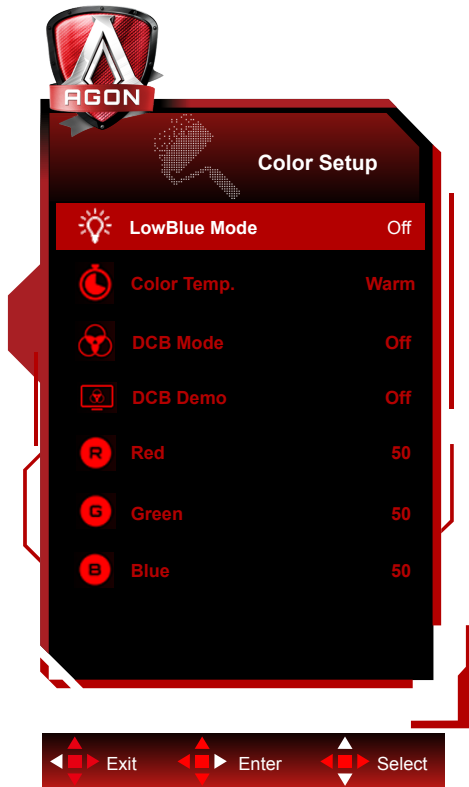 AGON
Color Setup
LowBlue Mode Off
Color Temp. Warm
DCB Mode Off
DCB Demo Off
R Red 50
G Green 50
B Blue 50
Exit Enter Select